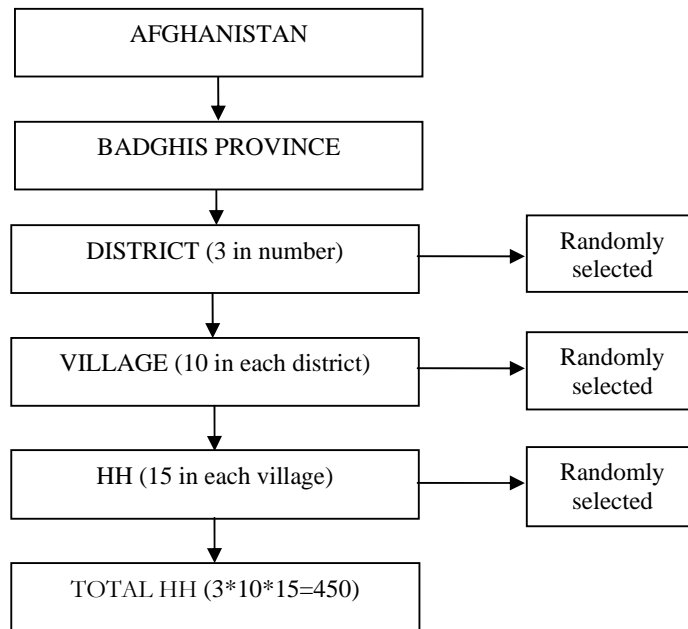 AFGHANISTAN
BADGHIS PROVINCE
DISTRICT (3 in number)
Randomly
selected
VILLAGE (10 in each district)
Randomly
selected
HH (15 in each village)
Randomly
selected
TOTAL HH (3*10*15=450)